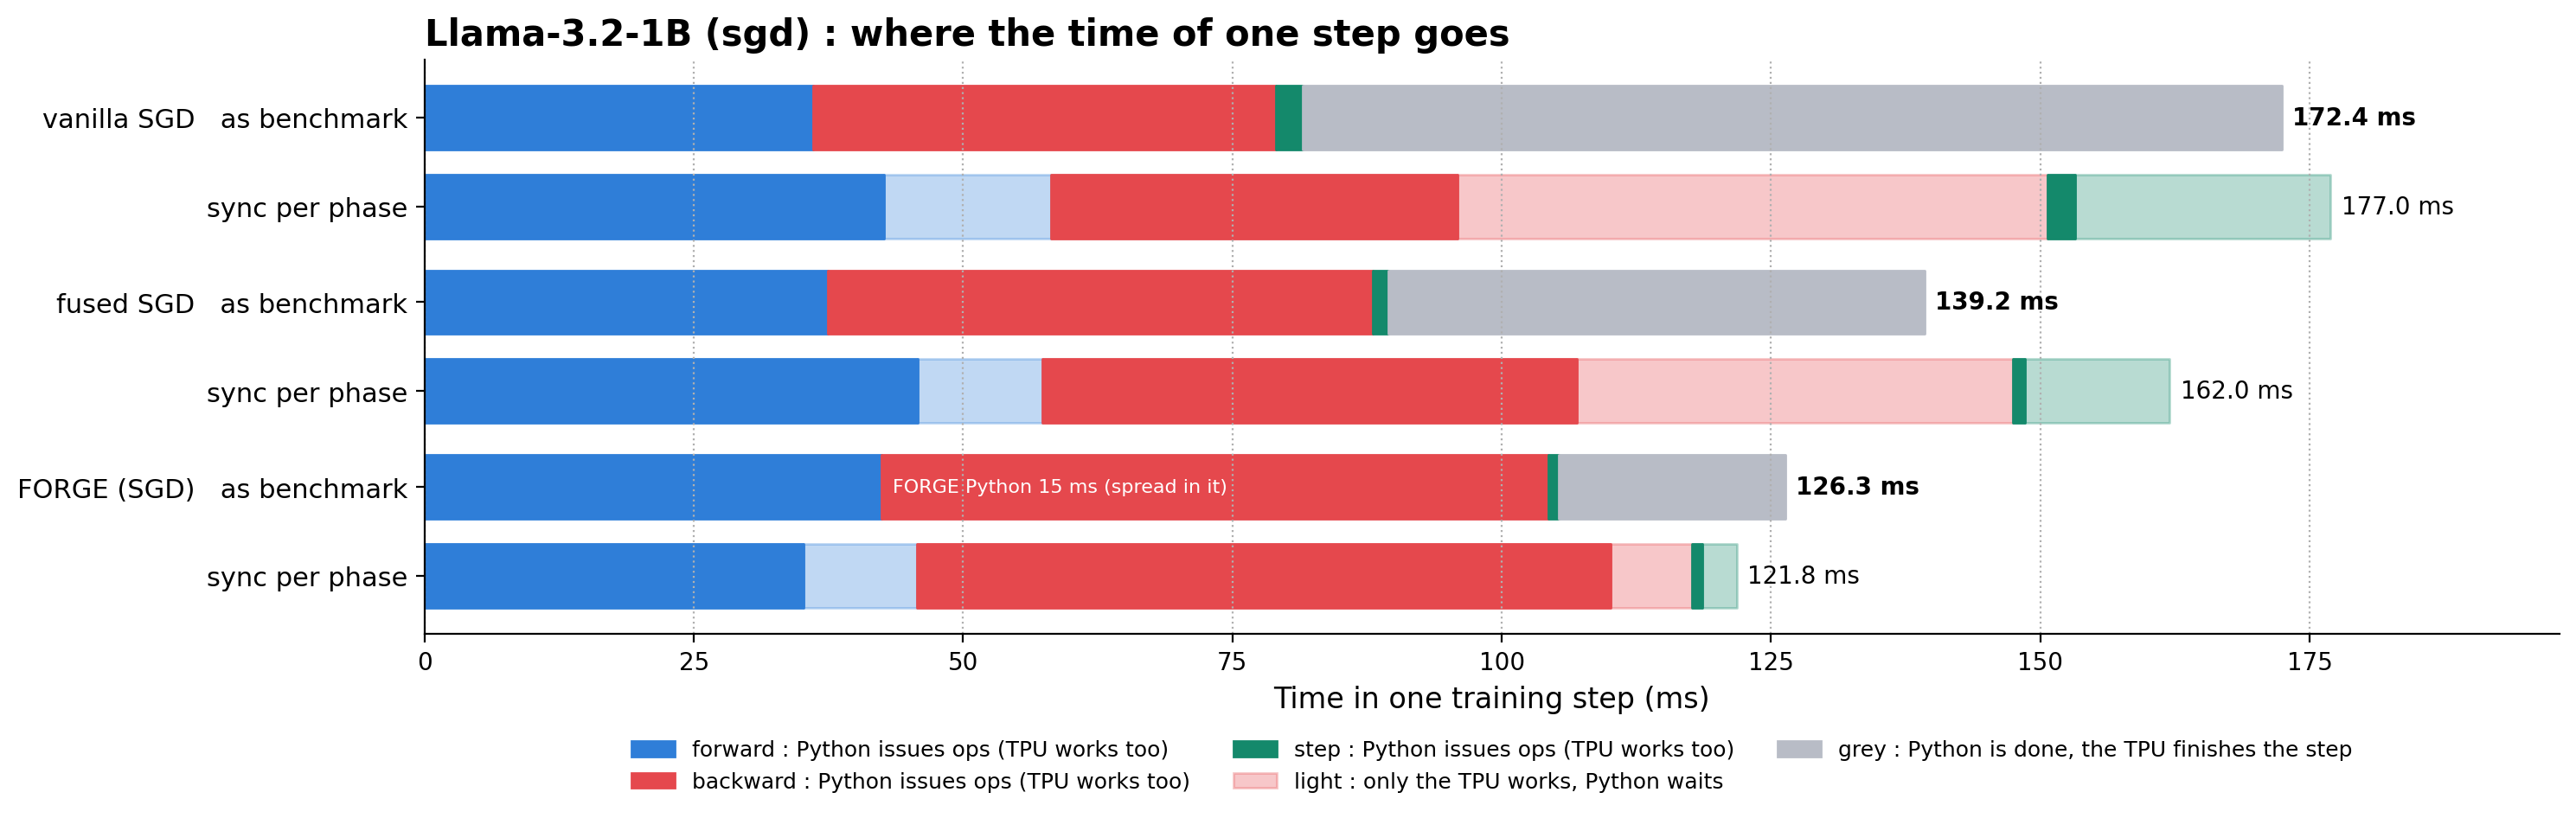 Llama-3.2-1B (sgd) : where the time of one step goes
vanilla SGD as benchmark
172.4 ms
sync per phase
177.0 ms
fused SGD as benchmark
139.2 ms
sync per phase
162.0 ms
FORGE (SGD) as benchmark
FORGE Python 15 ms (spread in it)
126.3 ms
sync per phase
121.8 ms
0 25 50 75 100 125 150 175
Time in one training step (ms)
forward : Python issues ops (TPU works too)
backward : Python issues ops (TPU works too)
step : Python issues ops (TPU works too)
light : only the TPU works, Python waits
grey : Python is done, the TPU finishes the step